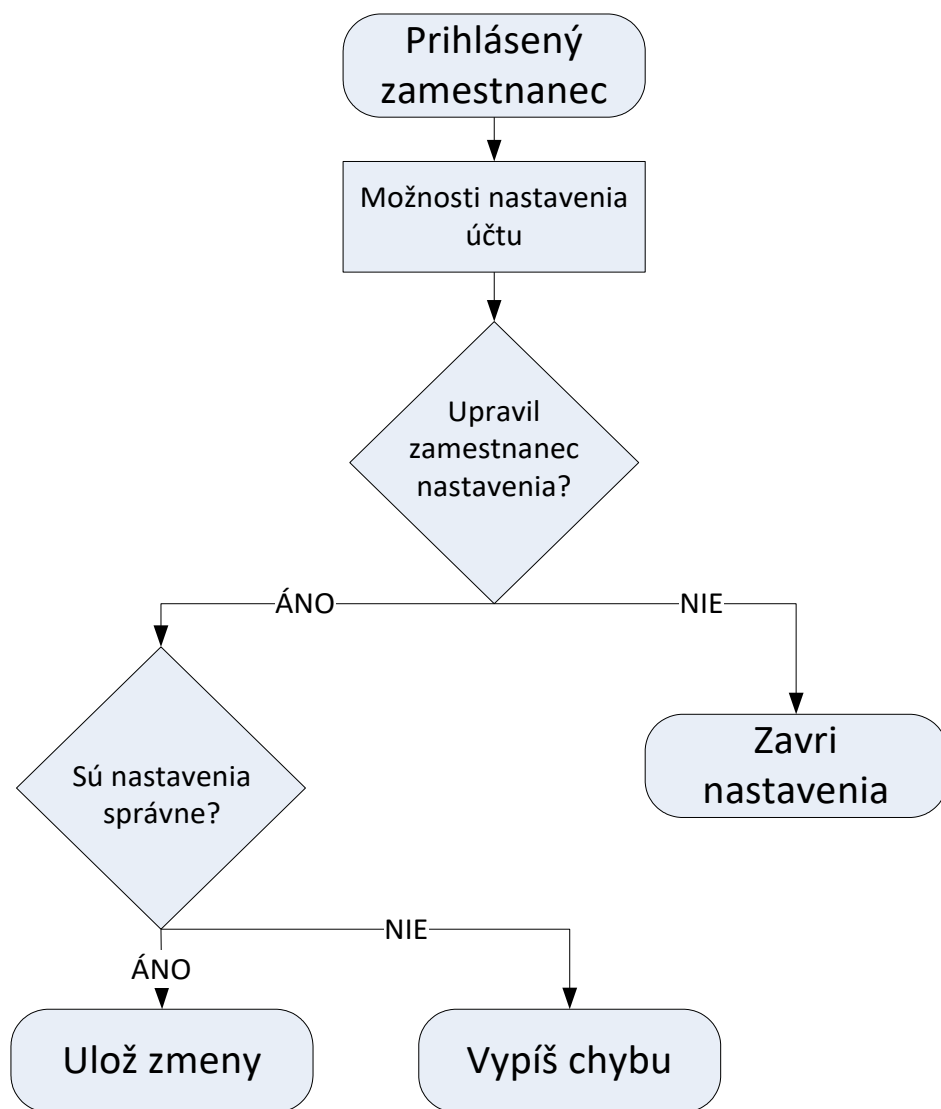 Prihlásený
zamestnanec
Možnosti nastavenia
účtu
Upravil
zamestnanec
nastavenia?
ÁNO
NIE
Zavri
nastavenia
Sú nastavenia
správne?
NIE
ÁNO
Ulož zmeny
Vypíš chybu